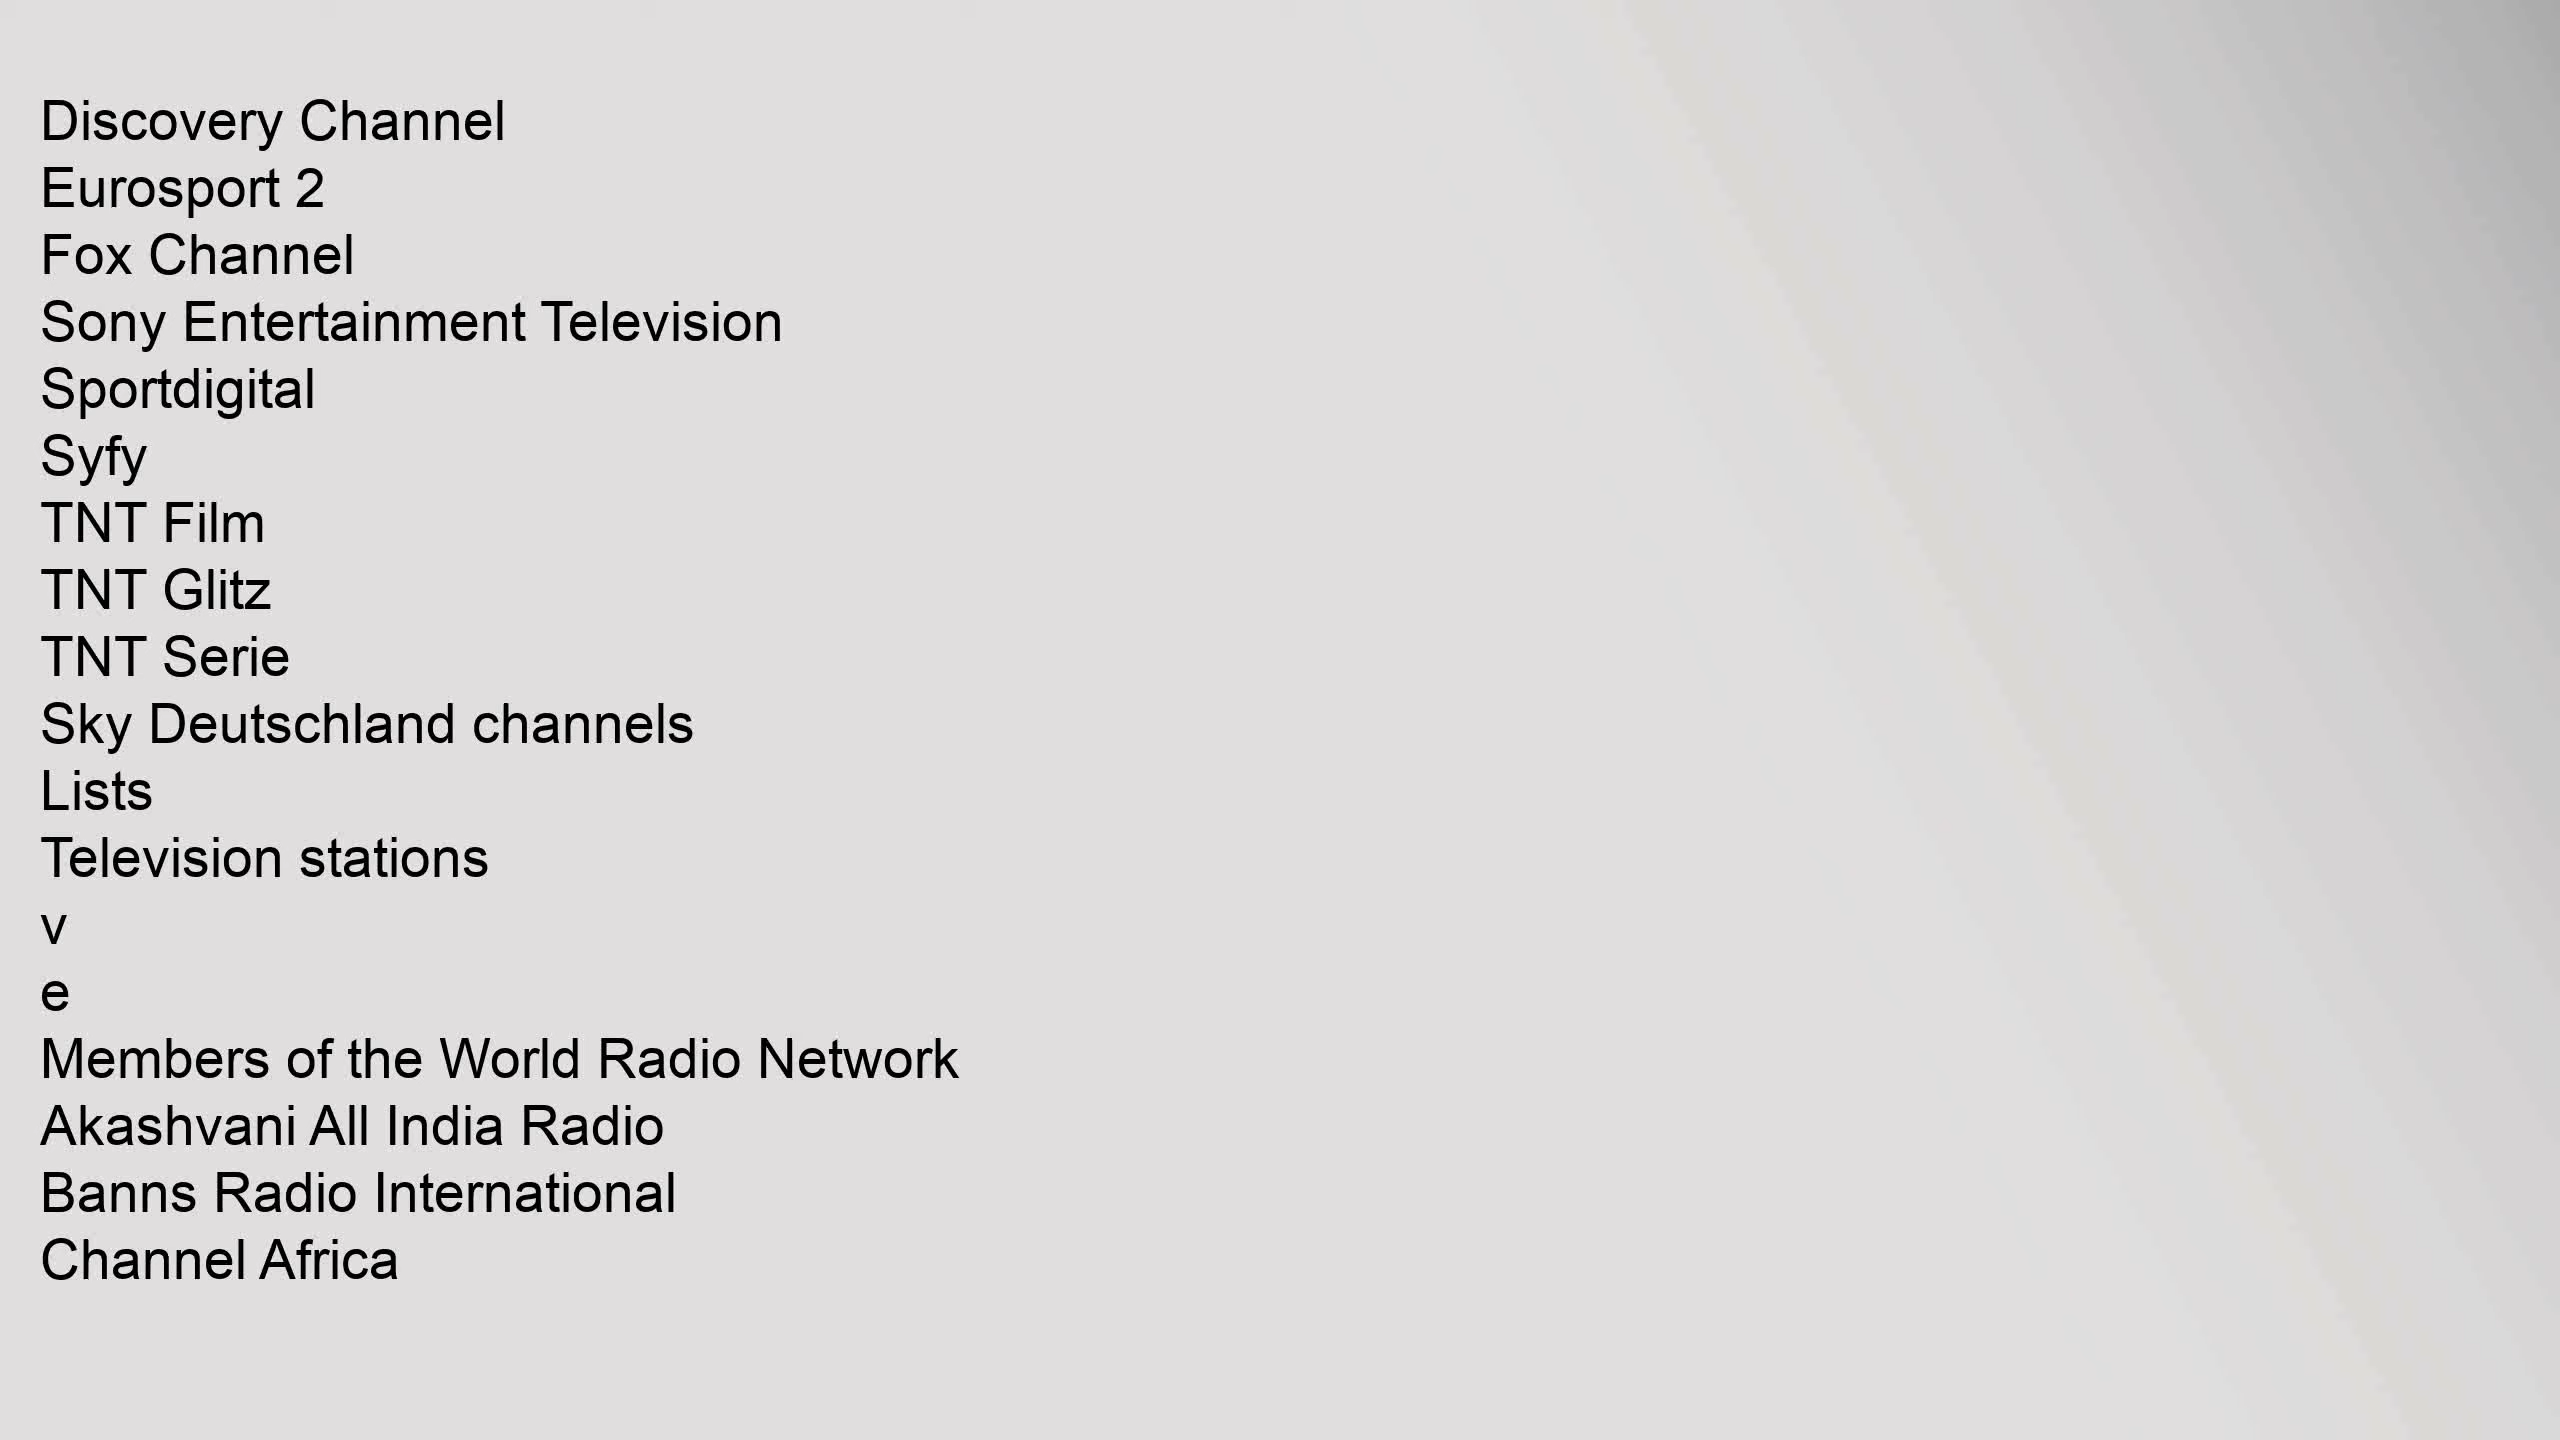 Discovery Channel
Eurosport 2
Fox Channel
Sony Entertainment Television
Sportdigital
Syfy
TNT Film
TNT Glitz
TNT Serie
Sky Deutschland channels
Lists
Television stations
v
e
Members of the World Radio Network
Akashvani All India Radio
Banns Radio International
Channel Africa